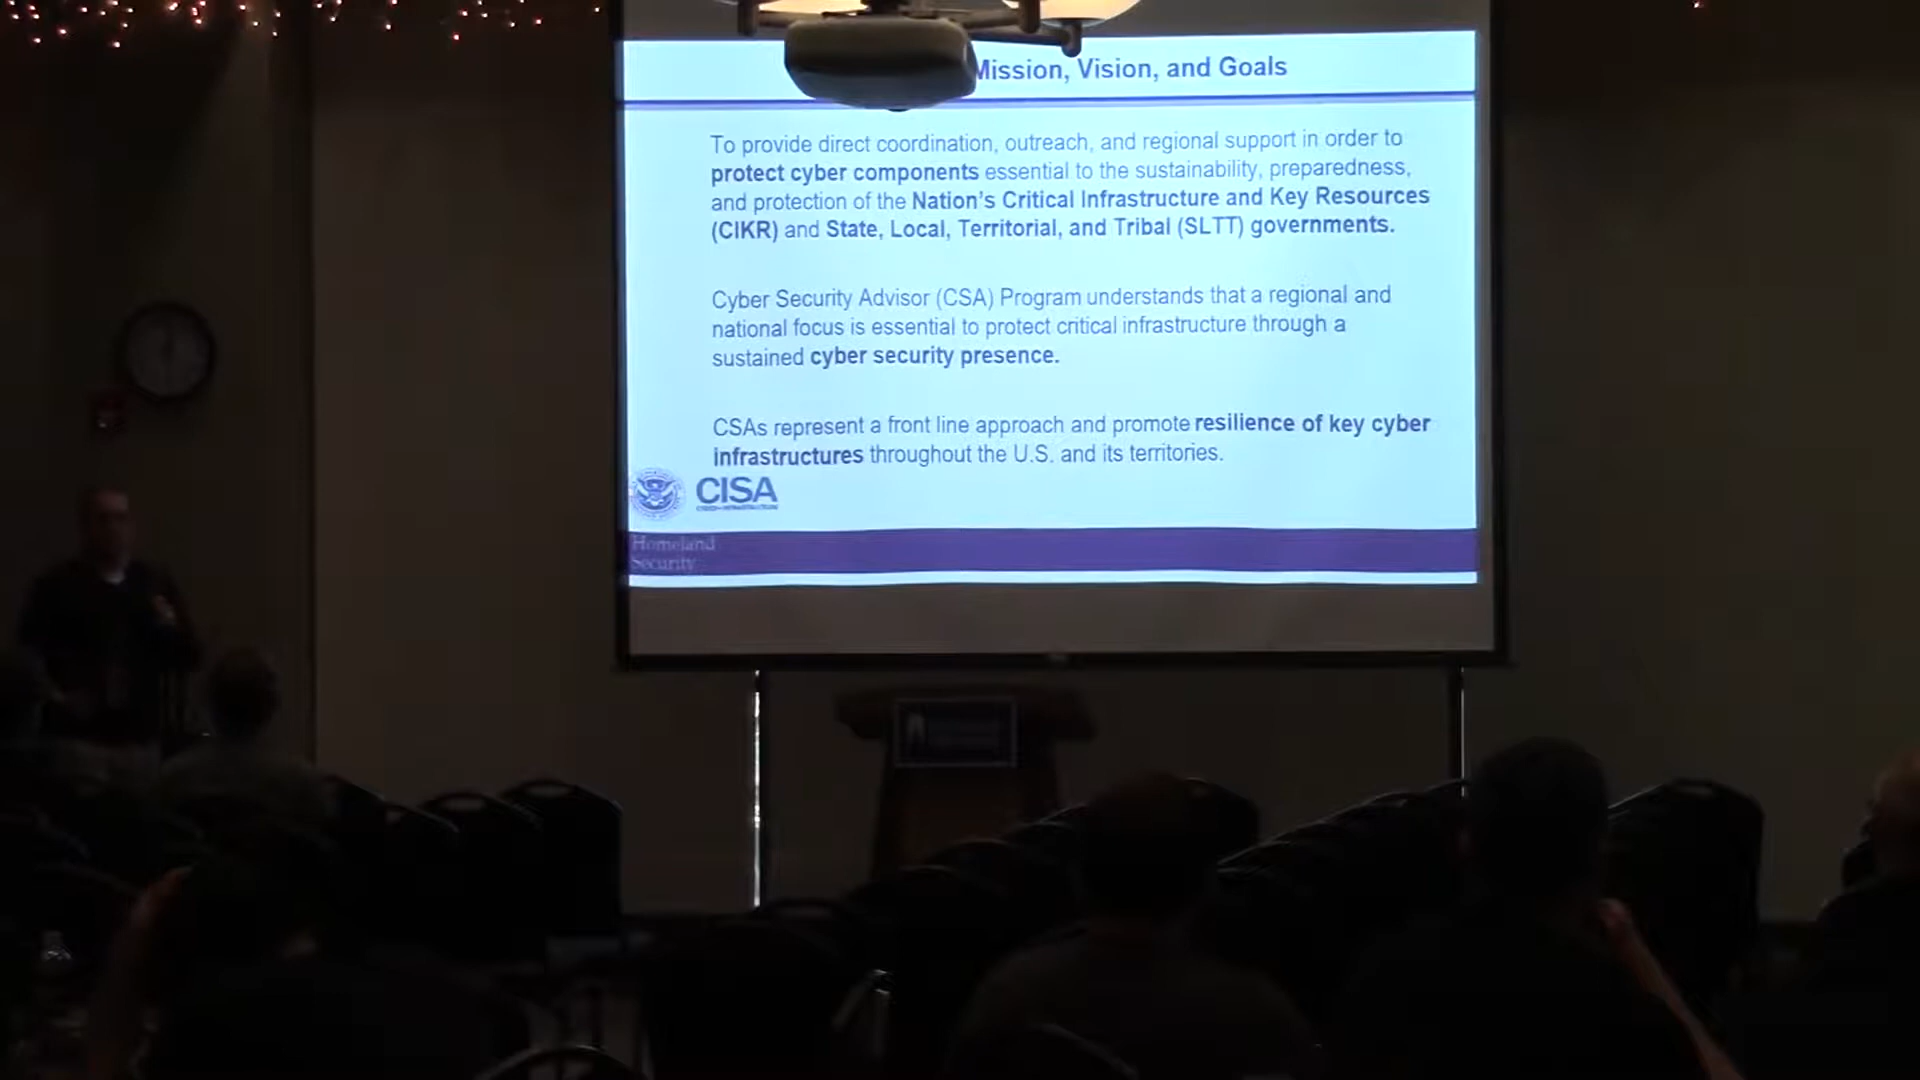 Mission, Vision, and Goals
To provide direct coordination, outreach, and regional support in order to
protect cyber components essential to the sustainability, preparedness,
and protection of the Nation's Critical Infrastructure and Key Resources
(CIKR) and State, Local, Territorial, and Tribal (SLTT) governments.
Cyber Security Advisor (CSA) Program understands that a regional and
national focus is essential to protect critical infrastructure through a
sustained cyber security presence.
CSAs represent a front line approach and promote resilience of key cyber
infrastructures throughout the U.S. and its territories.
CISA
Homeland
Security